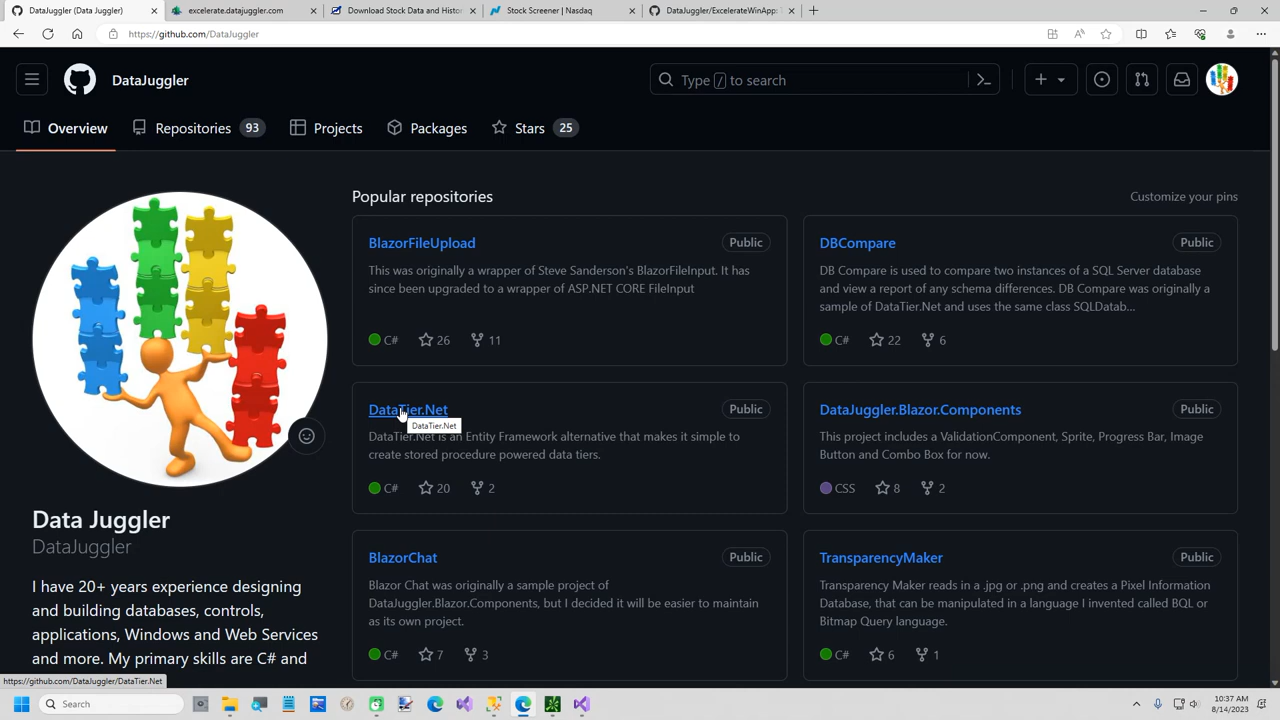 DataJuggler (Data Juggler)
excelerate.datajuggler.com
Download Stock Data and Histor
Stock Screener | Nasdaq
DataJuggler/ExcelerateWinApp: T
https://github.com/DataJuggler
DataJuggler
Type / to search
Overview
Repositories 93
Projects
Packages
Stars 25
Popular repositories
Customize your pins
BlazorFileUpload
Public
This was originally a wrapper of Steve Sanderson's BlazorFileInput. It has
since been upgraded to a wrapper of ASP.NET CORE FileInput
C# 26 11
DBCompare
Public
DB Compare is used to compare two instances of a SQL Server database
and view a report of any schema differences. DB Compare was originally a
sample of DataTier.Net and uses the same class SQLDatab...
C# 22 6
DataTier.Net
Public
DataTier.Net
DataTier.Net is an Entity Framework alternative that makes it simple to
create stored procedure powered data tiers.
C# 20 2
DataJuggler.Blazor.Components
Public
This project includes a ValidationComponent, Sprite, Progress Bar, Image
Button and Combo Box for now.
CSS 8 2
BlazorChat
Public
Blazor Chat was originally a sample project of
DataJuggler.Blazor.Components, but I decided it will be easier to maintain
as its own project.
C# 7 3
TransparencyMaker
Public
Transparency Maker reads in a .jpg or .png and creates a Pixel Information
Database, that can be manipulated in a language I invented called BQL or
Bitmap Query language.
C# 6 1
Data Juggler
DataJuggler
I have 20+ years experience designing
and building databases, controls,
applications, Windows and Web Services
and more. My primary skills are C# and
https://github.com/DataJuggler/DataTier.Net
Search
10:37 AM
8/14/2023